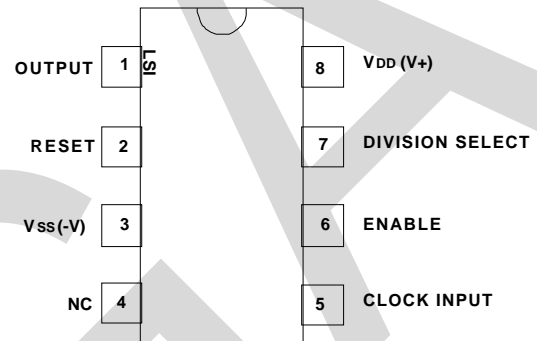 OUTPUT 1 LSI 8 VDD (V+)
RESET 2 7 DIVISION SELECT
VSS (-V) 3 6 ENABLE
NC 4 5 CLOCK INPUT